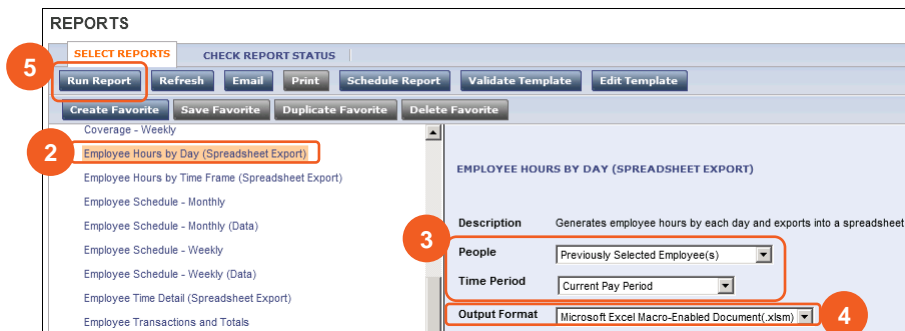 REPORTS
SELECT REPORTS CHECK REPORT STATUS
5
Run Report Refresh Email Print Schedule Report Validate Template Edit Template
Create Favorite Save Favorite Duplicate Favorite Delete Favorite
Coverage - Weekly
2
Employee Hours by Day (Spreadsheet Export)
Employee Hours by Time Frame (Spreadsheet Export)
Employee Schedule - Monthly
Employee Schedule - Monthly (Data)
Employee Schedule - Weekly
Employee Schedule - Weekly (Data)
Employee Time Detail (Spreadsheet Export)
Employee Transactions and Totals
EMPLOYEE HOURS BY DAY (SPREADSHEET EXPORT)
Description Generates employee hours by each day and exports into a spreadsheet
3
People Previously Selected Employee(s)
Time Period Current Pay Period
Output Format Microsoft Excel Macro-Enabled Document(.xlsm)
4